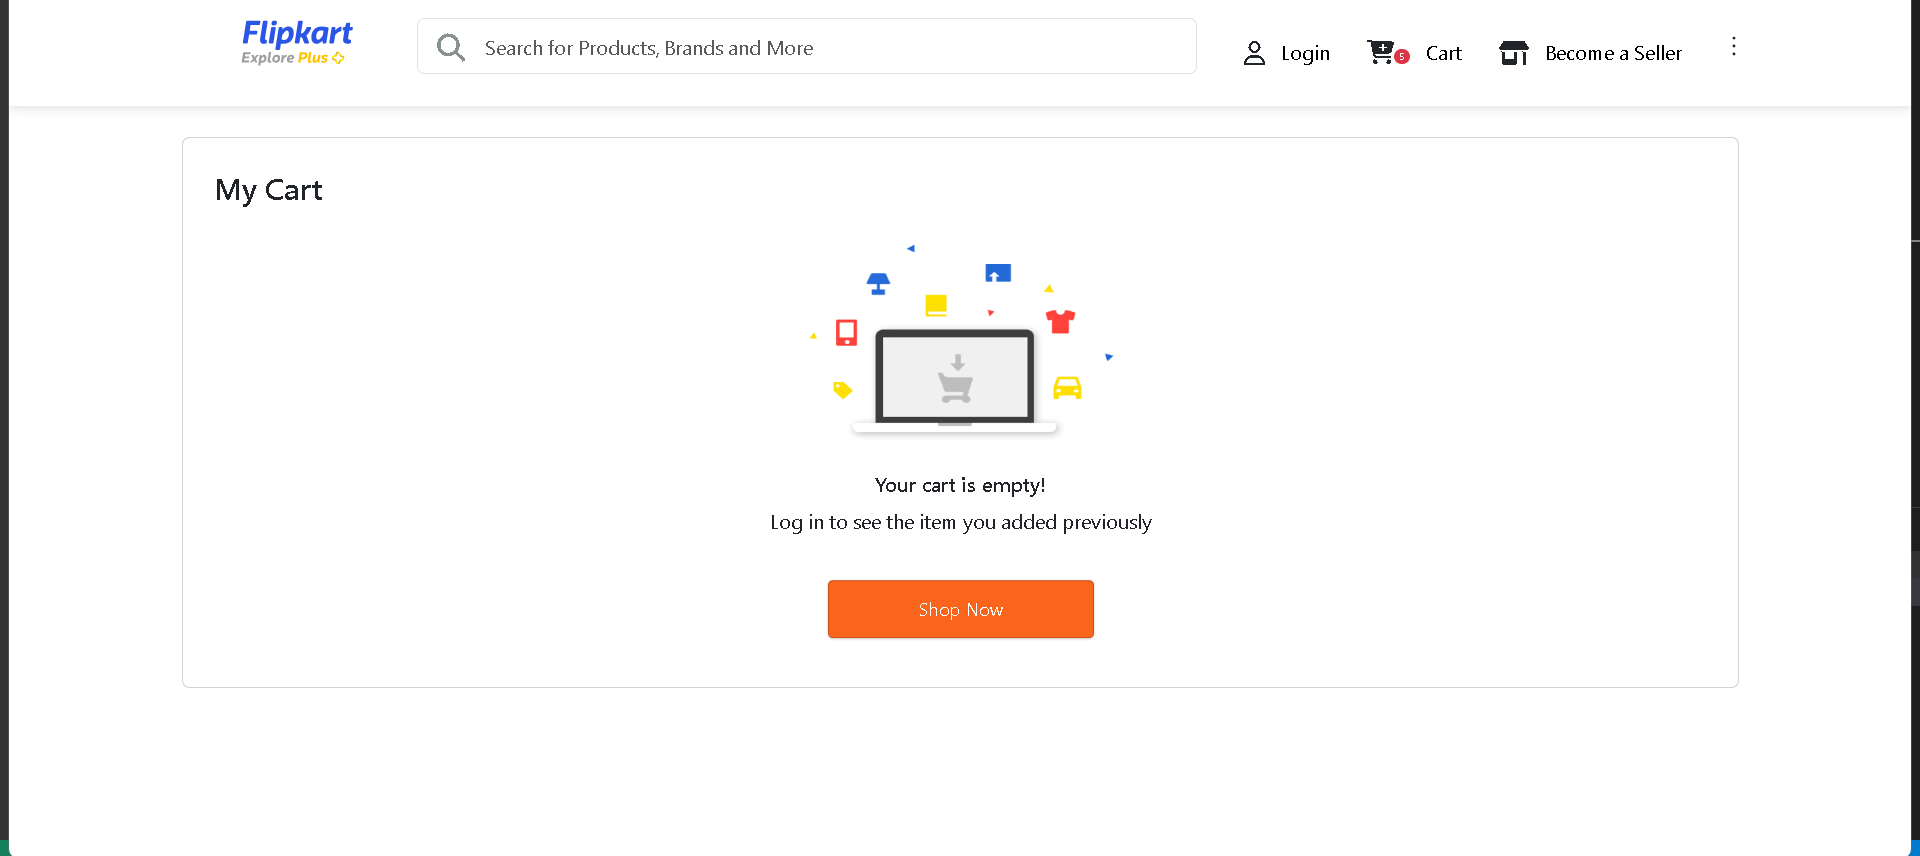 Flipkart
Explore Plus
Search for Products, Brands and More
Login
5
Cart
Become a Seller
My Cart
Your cart is empty!
Log in to see the item you added previously
Shop Now